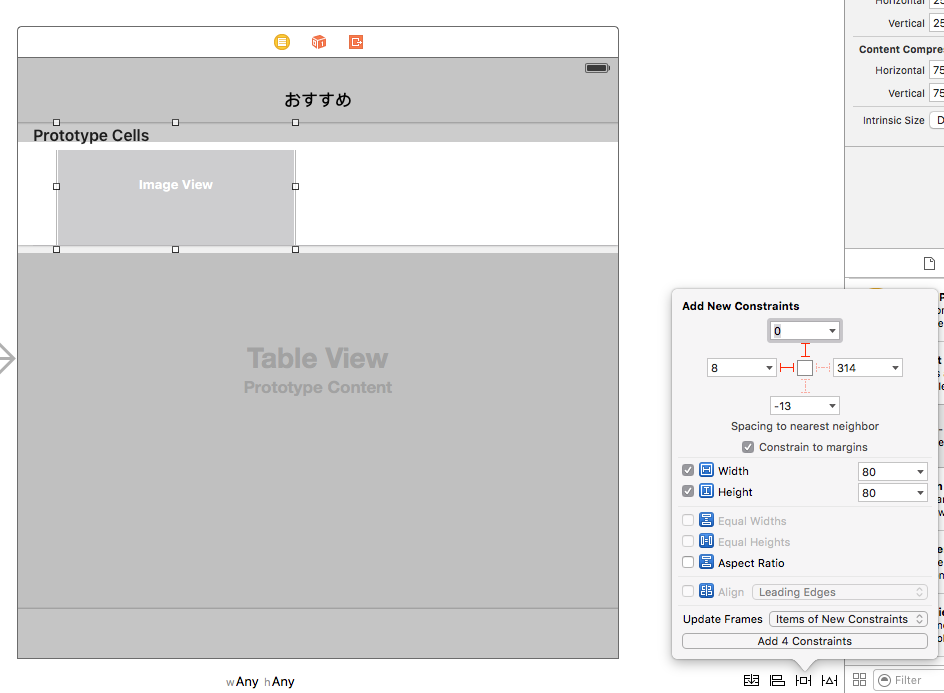 Horizontal
Vertical 25
Content Compre
Horizontal 75
Vertical 75
Intrinsic Size D
おすすめ
Prototype Cells
Image View
Table View
Prototype Content
Add New Constraints
0
8
314
-13
Spacing to nearest neighbor
Constrain to margins
Width 80
Height 80
Equal Widths
Equal Heights
Aspect Ratio
Align Leading Edges
Update Frames Items of New Constraints
Add 4 Constraints
wAny hAny
Filter